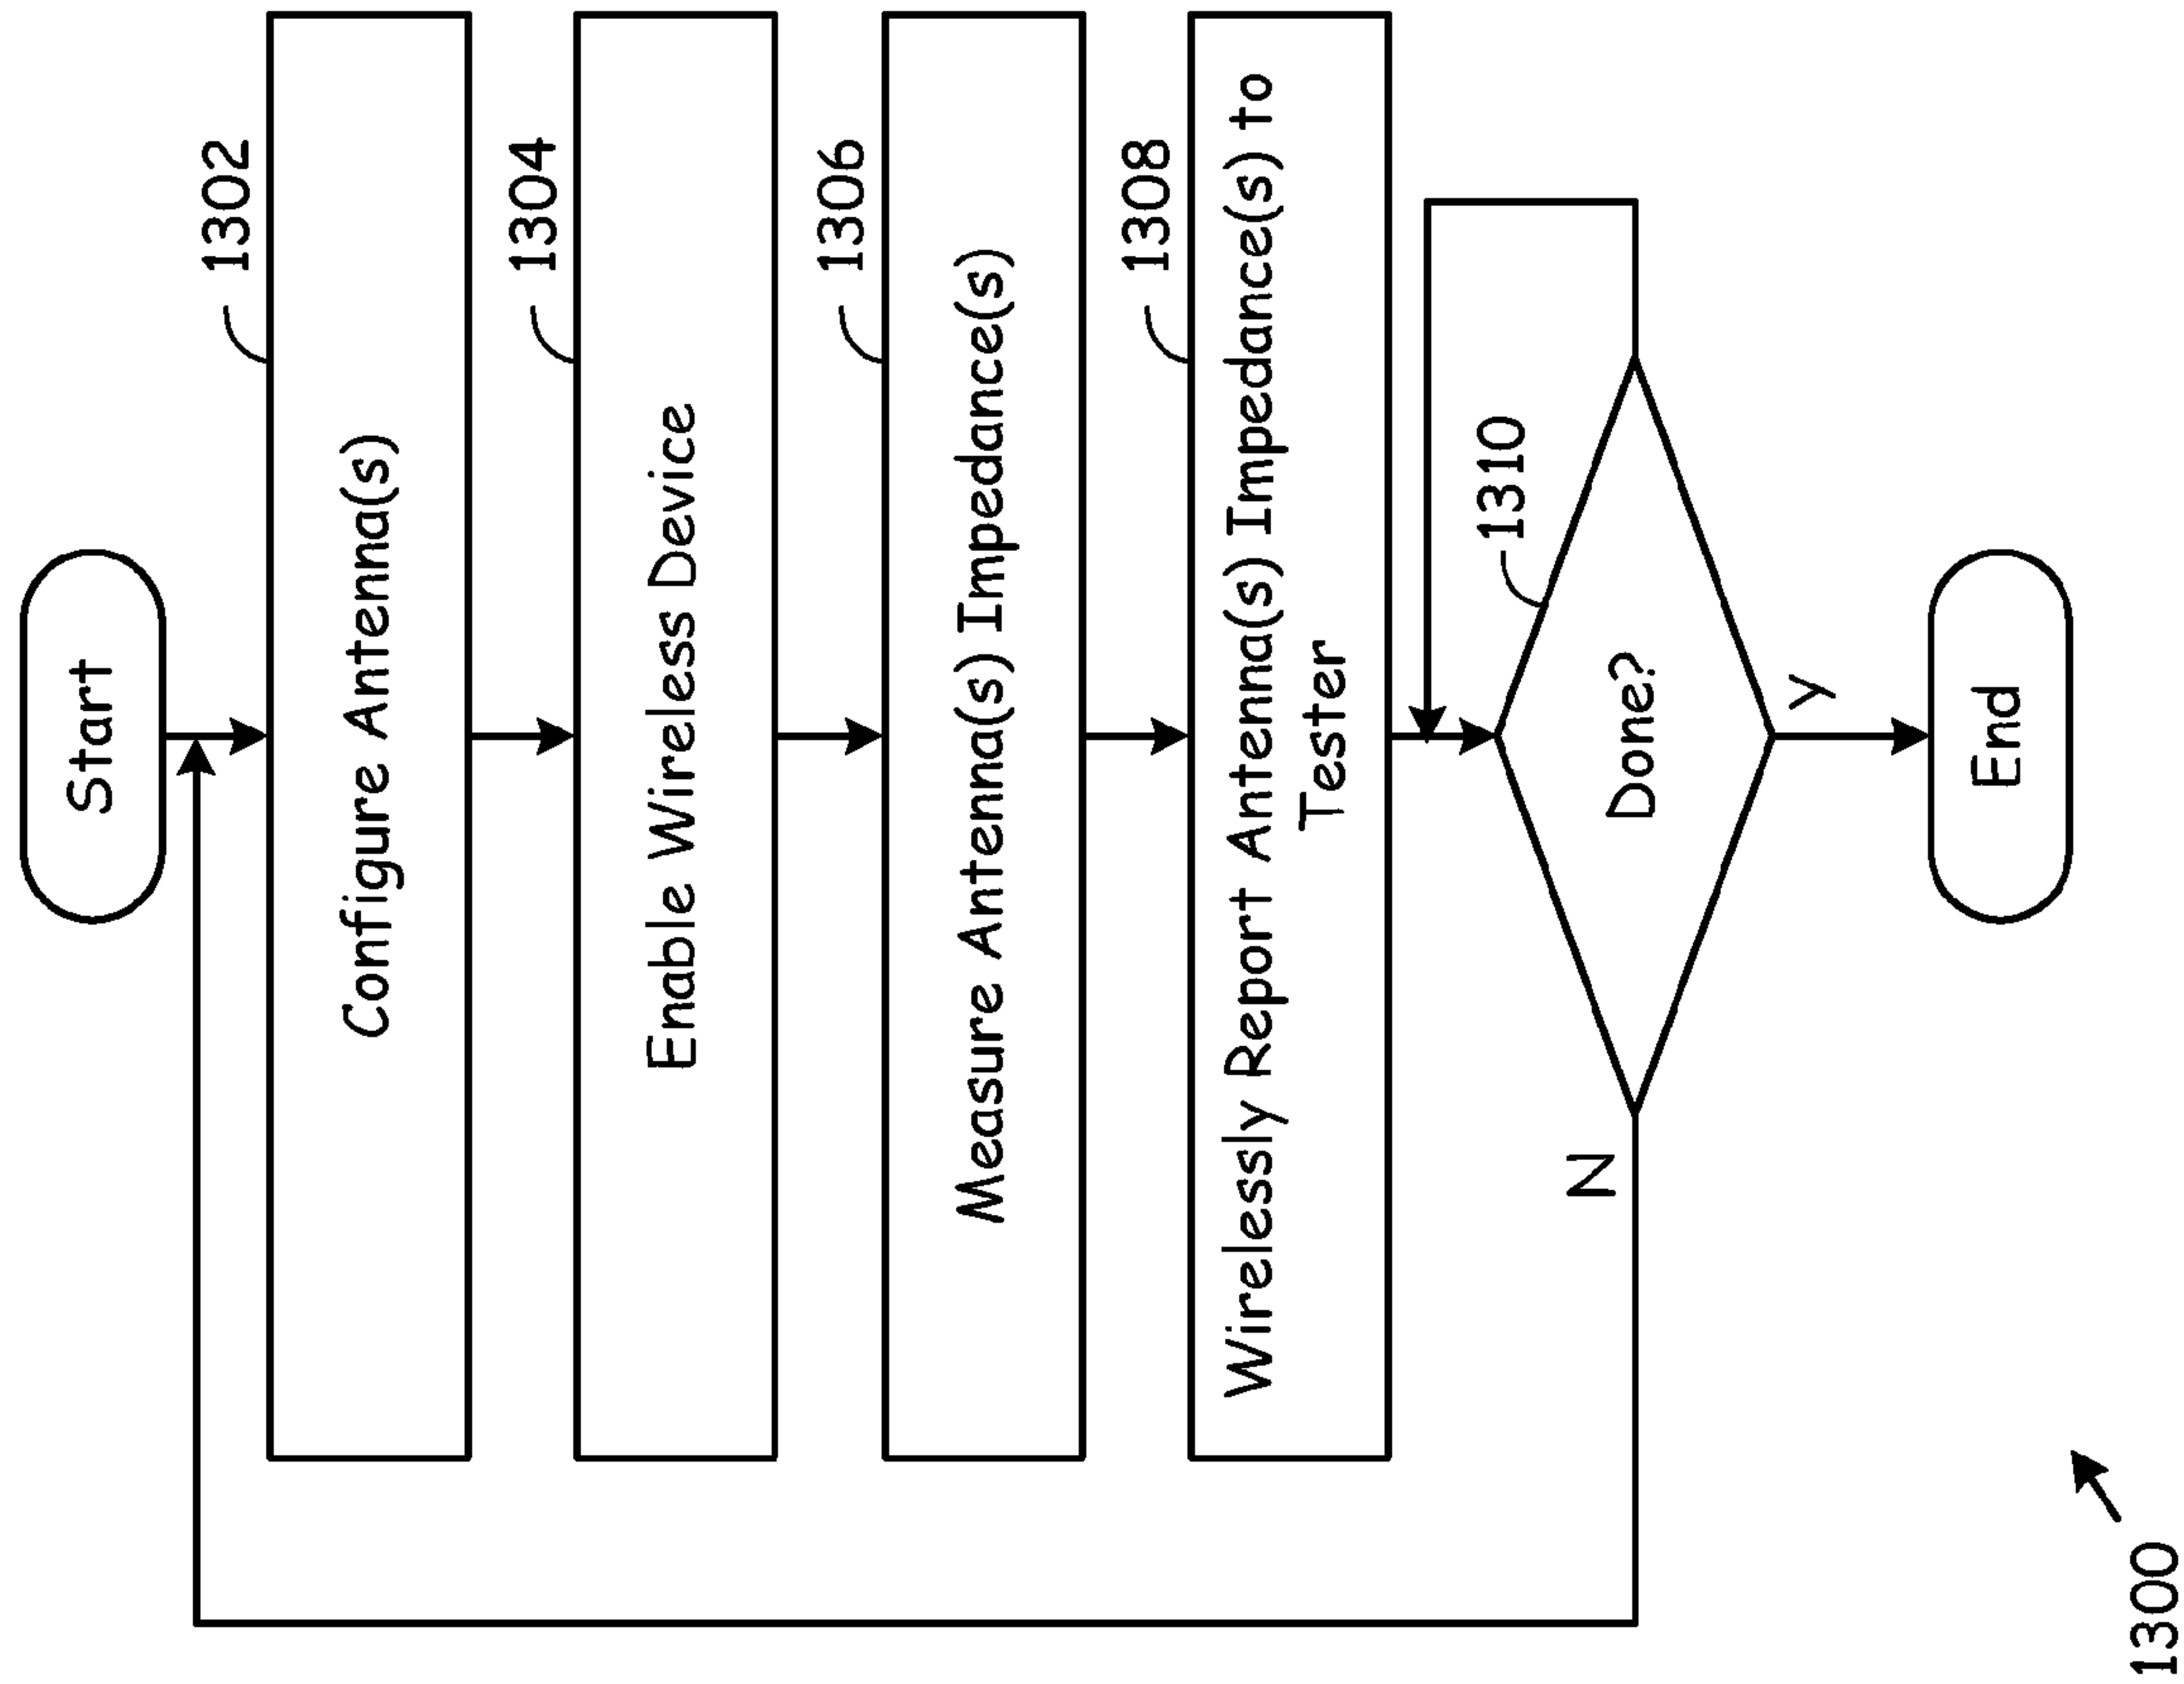 Start
1302
Configure Antenna(s)
1304
Enable Wireless Device
1306
Measure Antenna(s) Impedance(s)
1308
Wirelessly Report Antenna(s) Impedance(s) to
Tester
1310
Done?
N
Y
End
1300